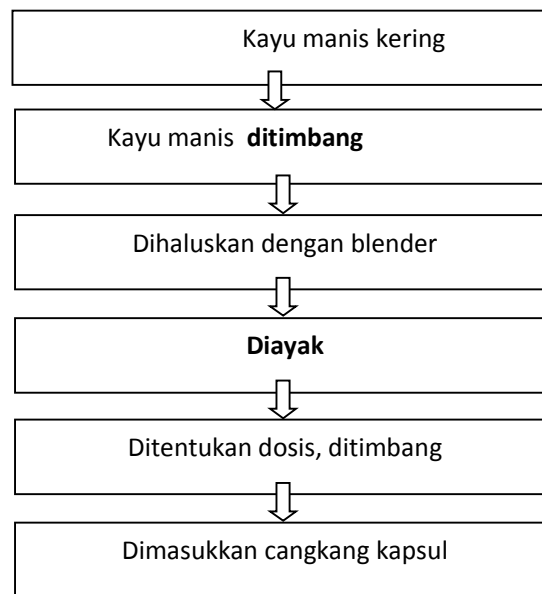 Kayu manis kering
Kayu manis ditimbang
Dihaluskan dengan blender
Diayak
Ditentukan dosis, ditimbang
Dimasukkan cangkang kapsul